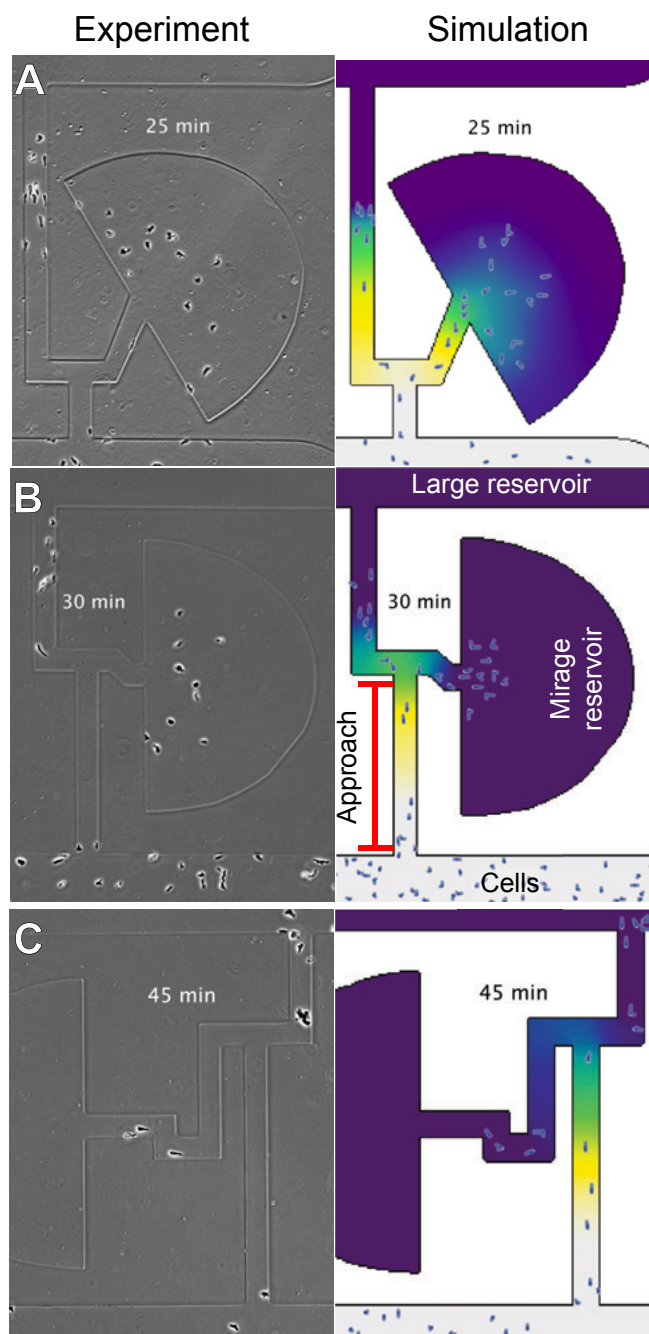 Experiment
Simulation
A
25 min
25 min
B
30 min
Large reservoir
30 min
Mirage
reservoir
Approach
Cells
C
45 min
45 min